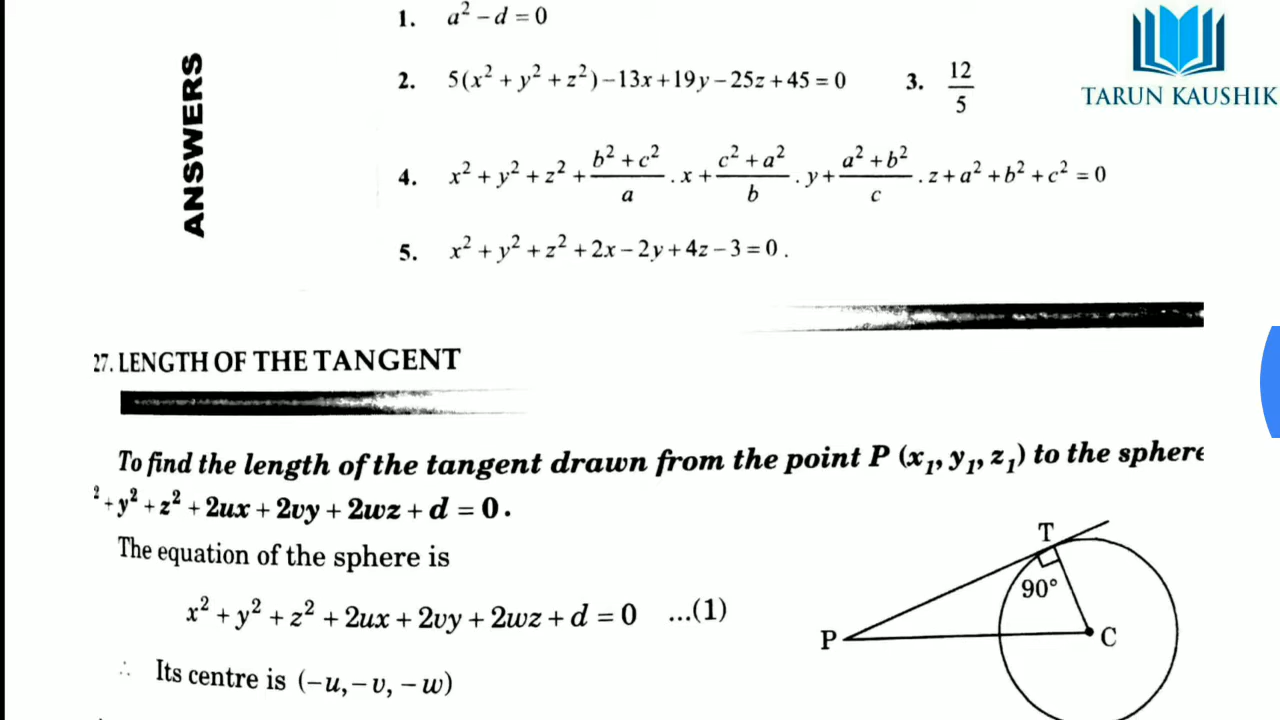 ANSWERS
1. a² – d = 0
2. 5(x² + y² + z²) – 13x + 19y – 25z + 45 = 0 3. 12/5
4. x² + y² + z² + (b² + c²)/a . x + (c² + a²)/b . y + (a² + b²)/c . z + a² + b² + c² = 0
5. x² + y² + z² + 2x – 2y + 4z – 3 = 0 .
TARUN KAUSHIK
27. LENGTH OF THE TANGENT
To find the length of the tangent drawn from the point P (x₁, y₁, z₁) to the sphere
² + y² + z² + 2ux + 2vy + 2wz + d = 0 .
The equation of the sphere is
x² + y² + z² + 2ux + 2vy + 2wz + d = 0 ...(1)
∴ Its centre is (–u, –v, –w)
T
90°
P
C